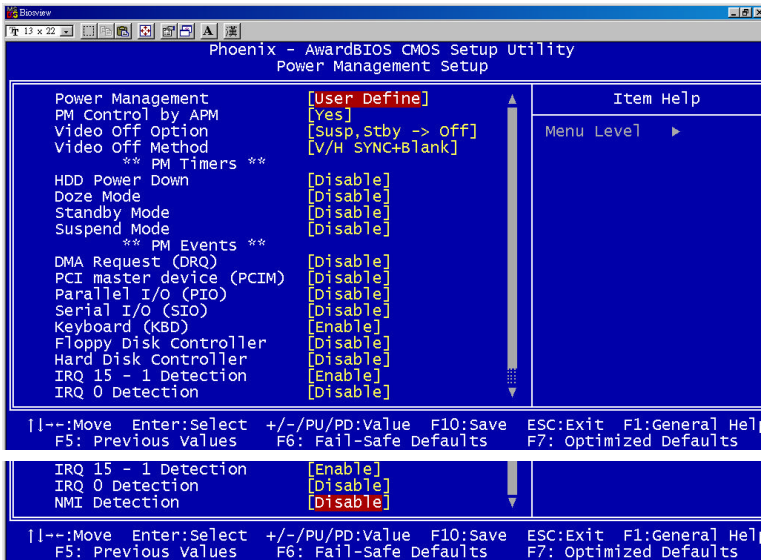 Biosview
Tr 13 x 22 A 漢
Phoenix - AwardBIOS CMOS Setup Utility
Power Management Setup
Power Management [User Define]
PM Control by APM [Yes]
Video Off Option [Susp,Stby -> Off]
Video Off Method [V/H SYNC+Blank]
** PM Timers **
HDD Power Down [Disable]
Doze Mode [Disable]
Standby Mode [Disable]
Suspend Mode [Disable]
** PM Events **
DMA Request (DRQ) [Disable]
PCI master device (PCIM) [Disable]
Parallel I/O (PIO) [Disable]
Serial I/O (SIO) [Disable]
Keyboard (KBD) [Enable]
Floppy Disk Controller [Disable]
Hard Disk Controller [Disable]
IRQ 15 - 1 Detection [Enable]
IRQ 0 Detection [Disable]
Item Help
Menu Level ▶
↑↓→←:Move Enter:Select +/-/PU/PD:Value F10:Save ESC:Exit F1:General Help
F5: Previous Values F6: Fail-Safe Defaults F7: Optimized Defaults
IRQ 15 - 1 Detection [Enable]
IRQ 0 Detection [Disable]
NMI Detection [Disable]
↑↓→←:Move Enter:Select +/-/PU/PD:Value F10:Save ESC:Exit F1:General Help
F5: Previous Values F6: Fail-Safe Defaults F7: Optimized Defaults